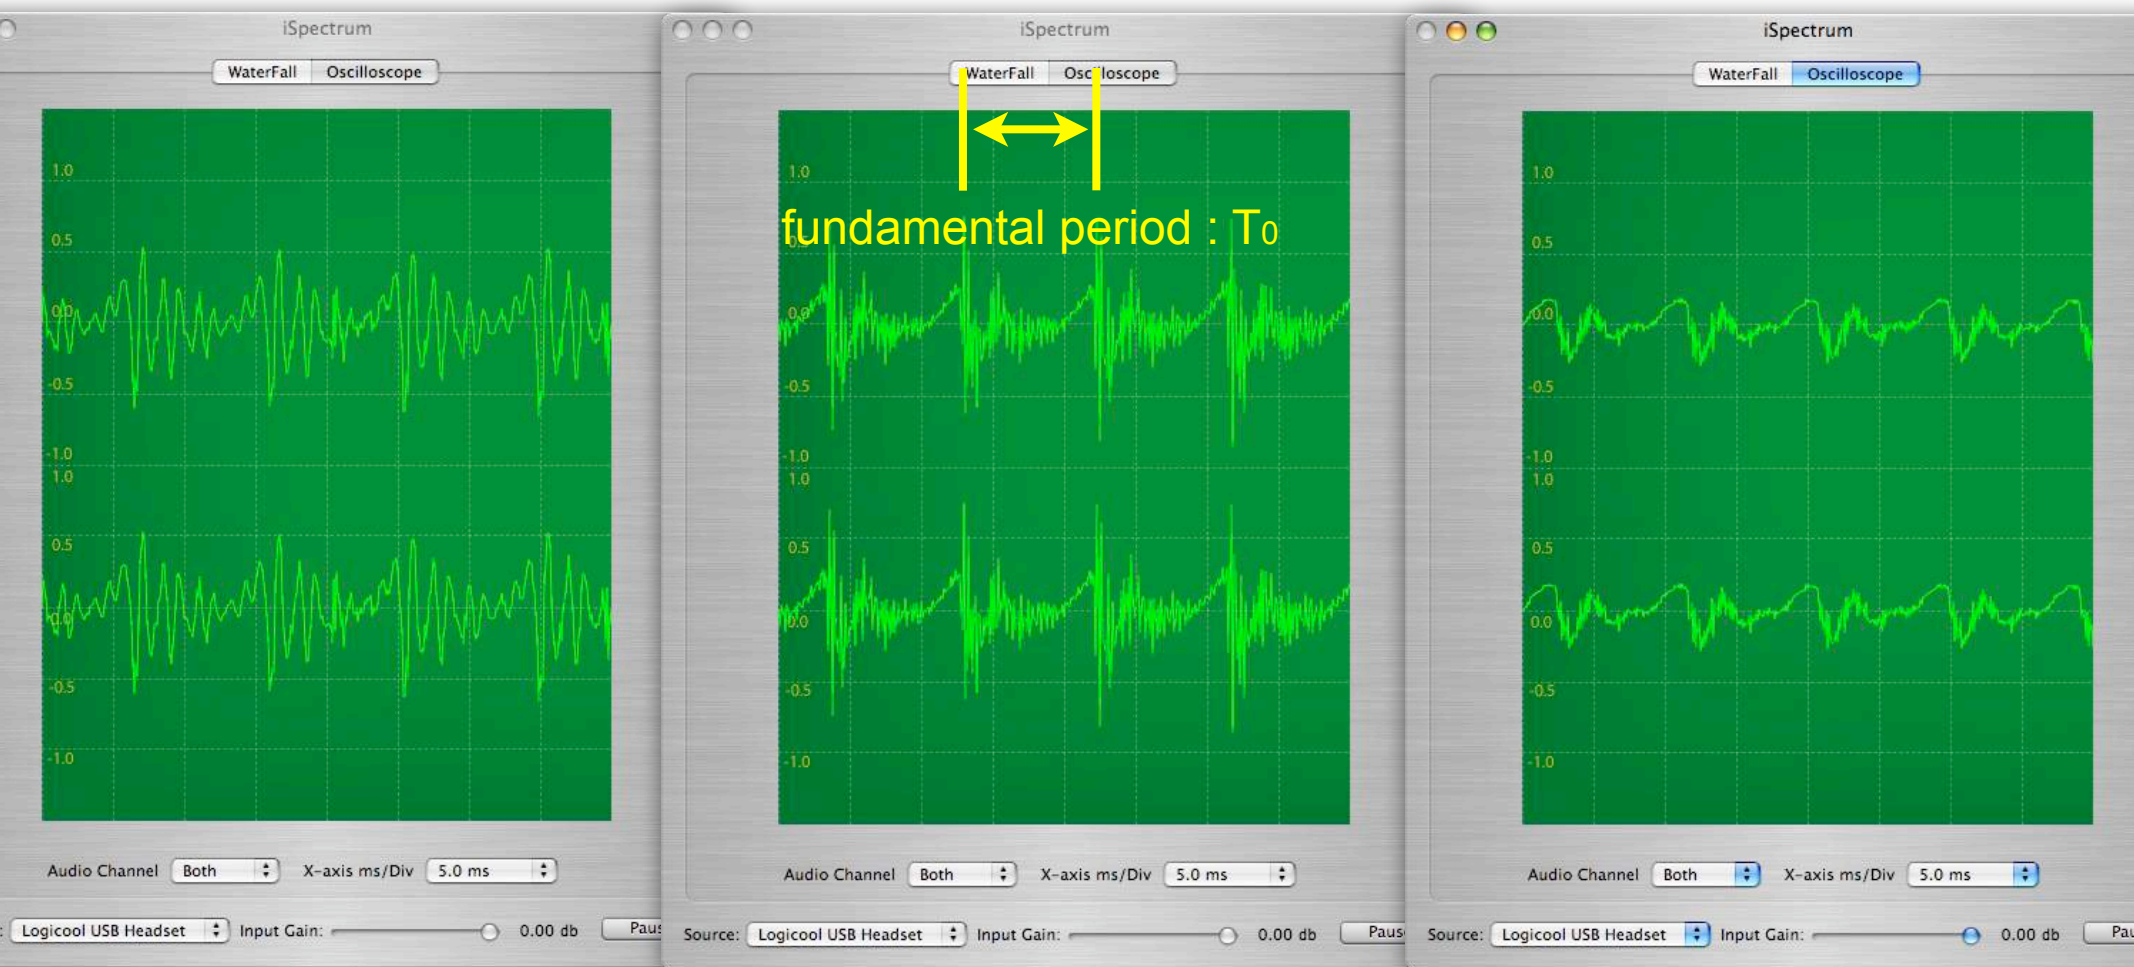 iSpectrum
WaterFall Oscilloscope
1.0
0.5
0.0
-0.5
-1.0
1.0
0.5
0.0
-0.5
-1.0
Audio Channel Both X-axis ms/Div 5.0 ms
: Logicool USB Headset Input Gain: 0.00 db Paus
iSpectrum
WaterFall Oscilloscope
fundamental period : T0
1.0
0.5
0.0
-0.5
-1.0
1.0
0.5
0.0
-0.5
-1.0
Audio Channel Both X-axis ms/Div 5.0 ms
Source: Logicool USB Headset Input Gain: 0.00 db Paus
iSpectrum
WaterFall Oscilloscope
1.0
0.5
0.0
-0.5
-1.0
1.0
0.5
0.0
-0.5
-1.0
Audio Channel Both X-axis ms/Div 5.0 ms
Source: Logicool USB Headset Input Gain: 0.00 db Pau